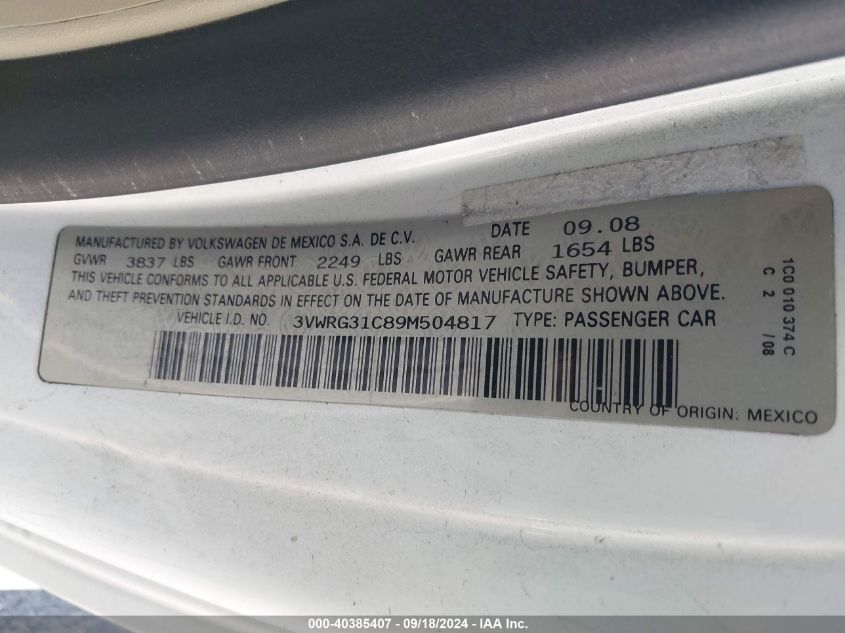 MANUFACTURED BY VOLKSWAGEN DE MEXICO S.A. DE C.V. DATE 09.08
GVWR 3837 LBS GAWR FRONT 2249 LBS GAWR REAR 1654 LBS
THIS VEHICLE CONFORMS TO ALL APPLICABLE U.S. FEDERAL MOTOR VEHICLE SAFETY, BUMPER,
AND THEFT PREVENTION STANDARDS IN EFFECT ON THE DATE OF MANUFACTURE SHOWN ABOVE.
VEHICLE I.D. NO. 3VWRG31C89M504817 TYPE: PASSENGER CAR
COUNTRY OF ORIGIN: MEXICO
1C0 010 374 C
C 2 /08
000-40385407 - 09/18/2024 - IAA Inc.